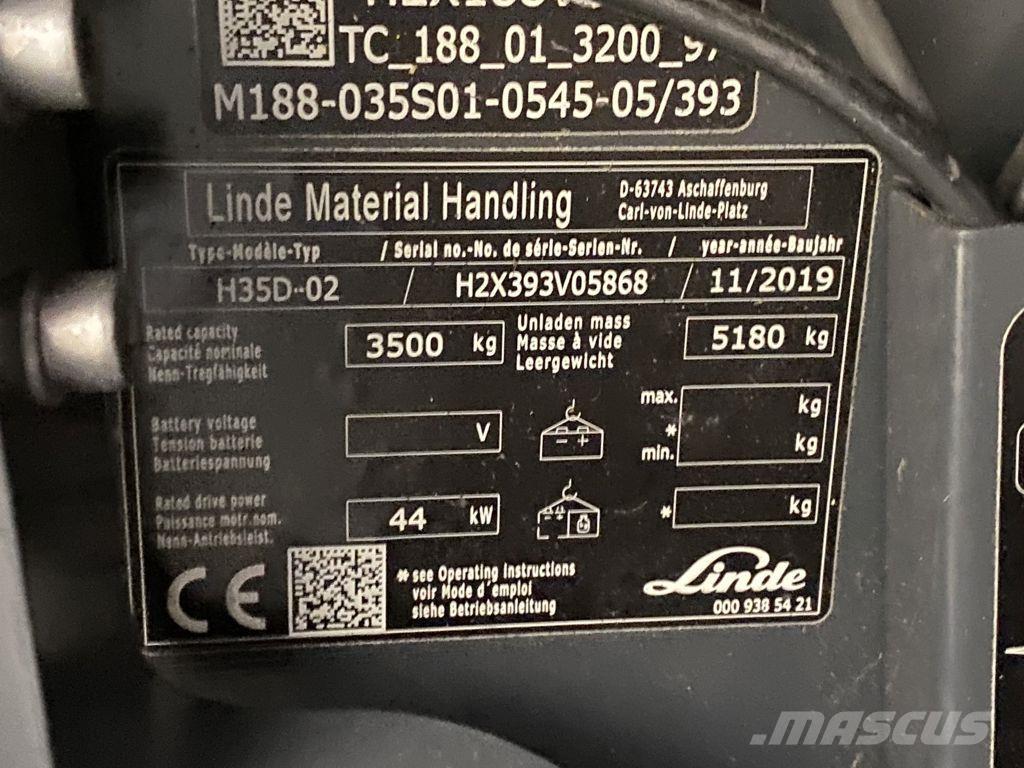 TC_188_01_3200_97
M188-035S01-0545-05/393
Linde Material Handling
D-63743 Aschaffenburg
Carl-von-Linde-Platz
Type-Modèle-Typ / Serial no.-No. de série-Serien-Nr. / year-année-Baujahr
H35D-02 / H2X393V05868 / 11/2019
Rated capacity
Capacité nominale
Nenn-Tragfähigkeit
3500 kg
Unladen mass
Masse à vide
Leergewicht
5180 kg
Battery voltage
Tension batterie
Batteriespannung
V
- +
max.
*
min.
kg
kg
Rated drive power
Puissance motr.nom.
Nenn-Antriebsleist.
44 kW
* kg
CE
* see Operating Instructions
voir Mode d'emploi
siehe Betriebsanleitung
Linde
000 938 54 21
MASCUS